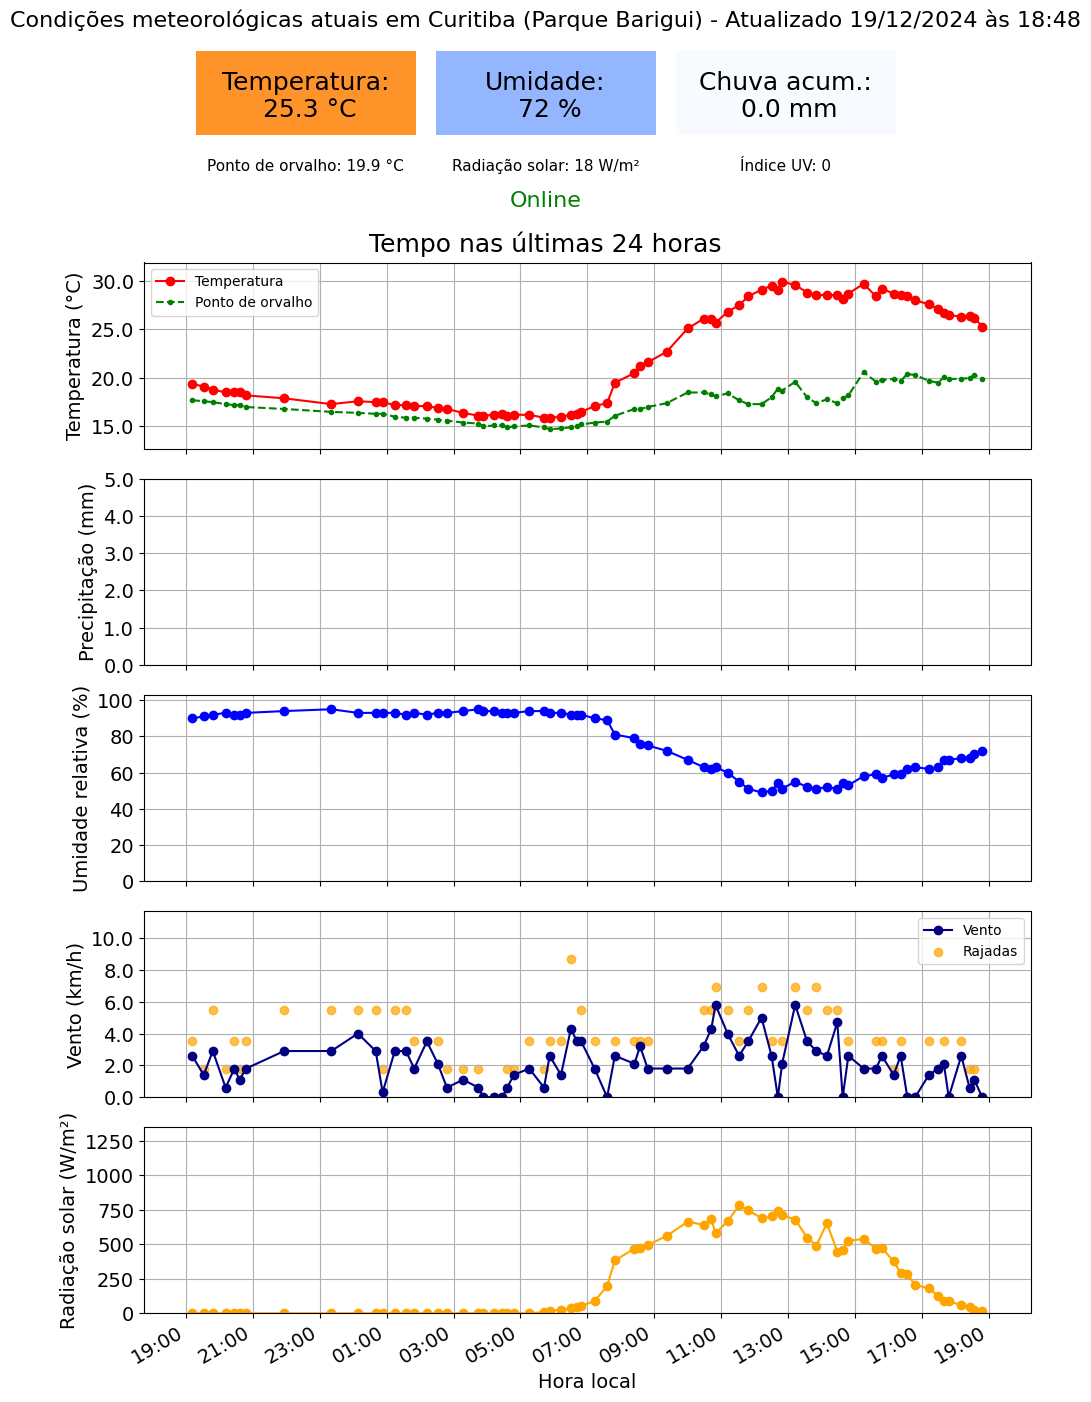 Condições meteorológicas atuais em Curitiba (Parque Barigui) - Atualizado 19/12/2024 às 18:48
Temperatura:
25.3 °C
Umidade:
72 %
Chuva acum.:
0.0 mm
Ponto de orvalho: 19.9 °C
Radiação solar: 18 W/m²
Índice UV: 0
Online
Tempo nas últimas 24 horas
Temperatura (°C)
30.0
25.0
20.0
15.0
Temperatura
Ponto de orvalho
Precipitação (mm)
5.0
4.0
3.0
2.0
1.0
0.0
Umidade relativa (%)
100
80
60
40
20
0
Vento (km/h)
10.0
8.0
6.0
4.0
2.0
0.0
Vento
Rajadas
Radiação solar (W/m²)
1250
1000
750
500
250
0
19:00
21:00
23:00
01:00
03:00
05:00
07:00
09:00
11:00
13:00
15:00
17:00
19:00
Hora local